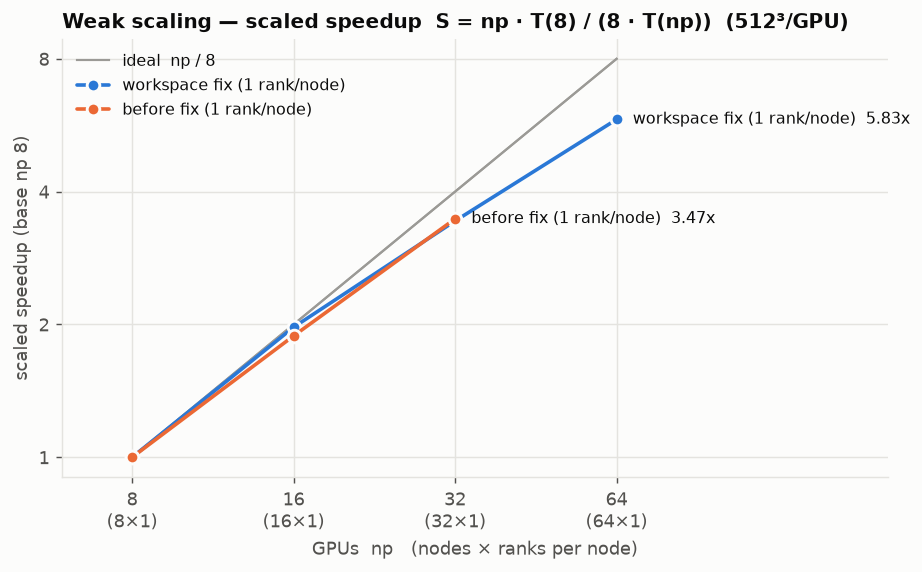 Weak scaling — scaled speedup S = np · T(8) / (8 · T(np)) (512³/GPU)
ideal np / 8
workspace fix (1 rank/node)
before fix (1 rank/node)
scaled speedup (base np 8)
8
4
2
1
workspace fix (1 rank/node) 5.83x
before fix (1 rank/node) 3.47x
8 16 32 64
(8×1) (16×1) (32×1) (64×1)
GPUs np (nodes × ranks per node)